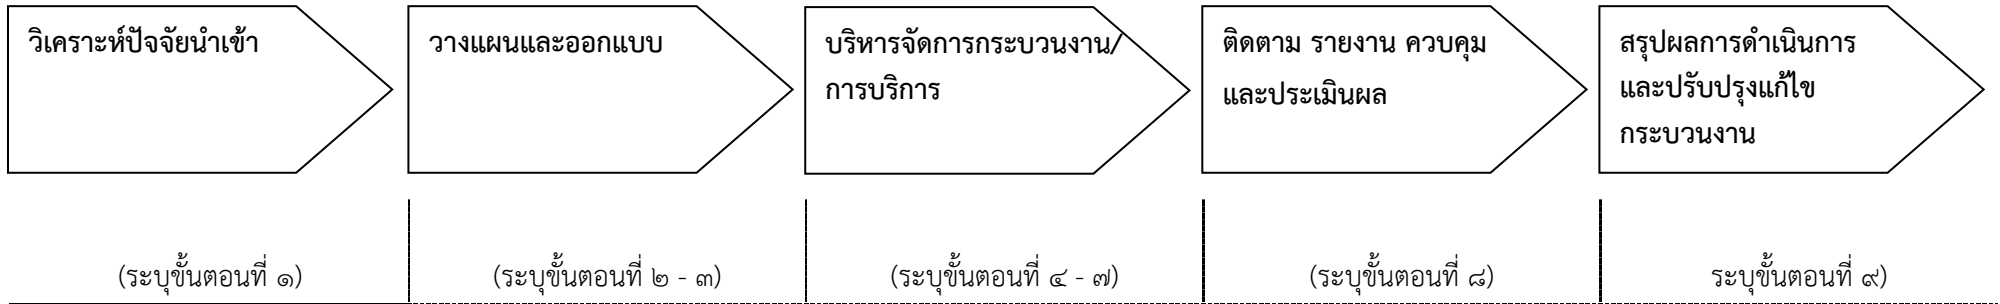 วิเคราะห์ปัจจัยนำเข้า
วางแผนและออกแบบ
บริหารจัดการกระบวนงาน/
การบริการ
ติดตาม รายงาน ควบคุม
และประเมินผล
สรุปผลการดำเนินการ
และปรับปรุงแก้ไข
กระบวนงาน
(ระบุขั้นตอนที่ ๑)
(ระบุขั้นตอนที่ ๒ - ๓)
(ระบุขั้นตอนที่ ๔ - ๗)
(ระบุขั้นตอนที่ ๘)
ระบุขั้นตอนที่ ๙)